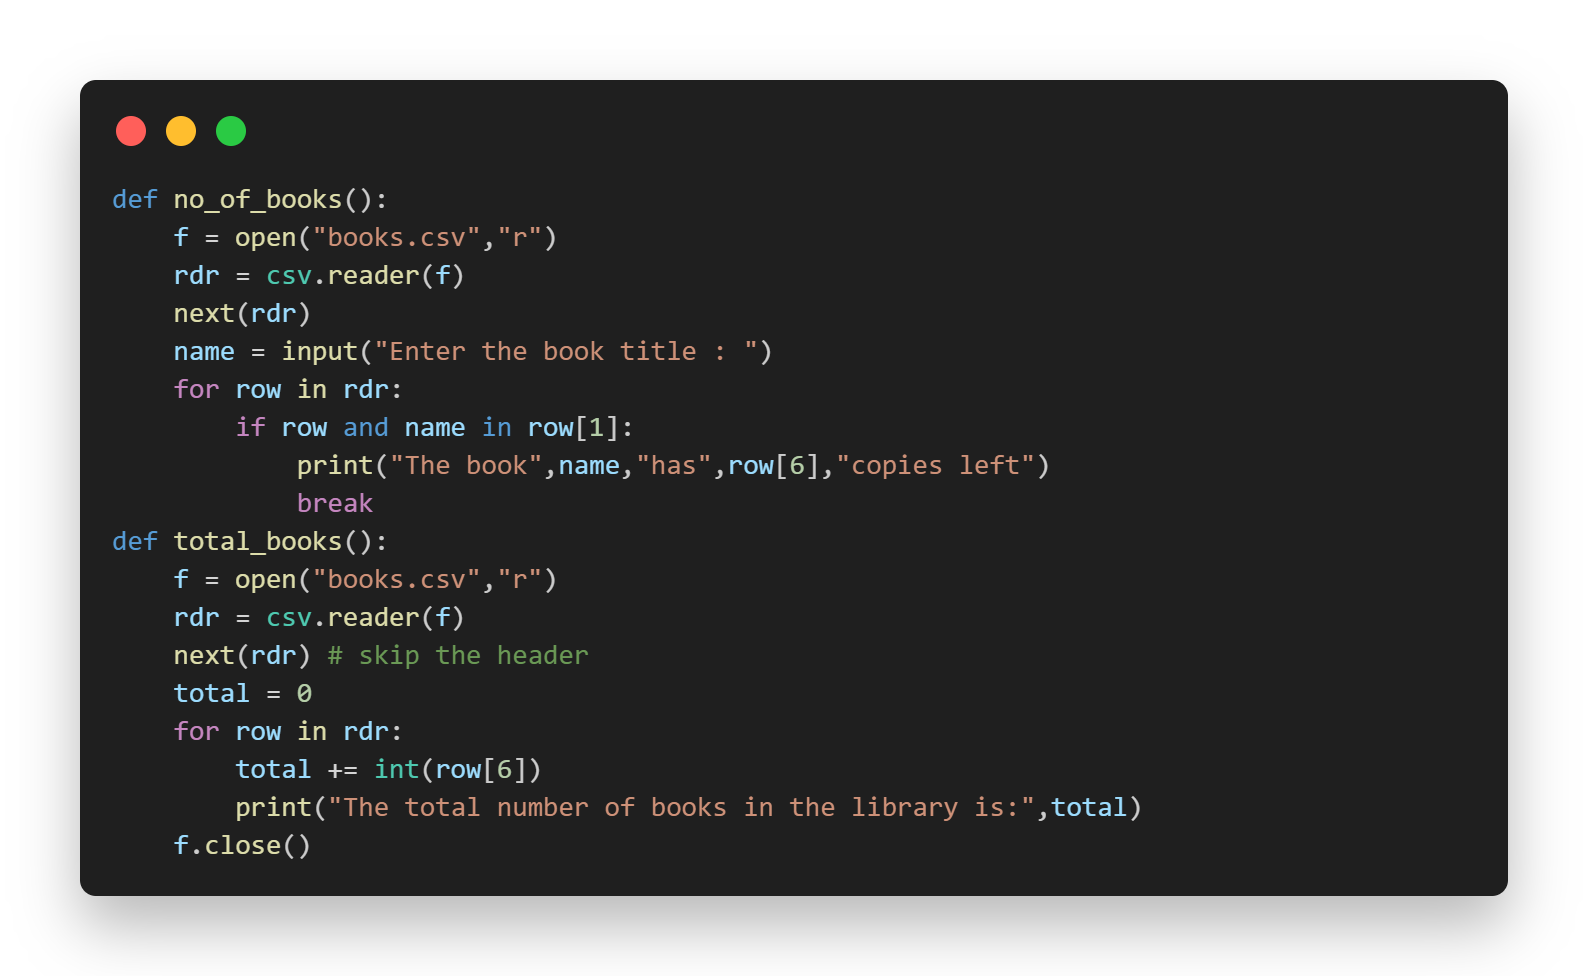 def no_of_books():
    f = open("books.csv","r")
    rdr = csv.reader(f)
    next(rdr)
    name = input("Enter the book title : ")
    for row in rdr:
        if row and name in row[1]:
            print("The book",name,"has",row[6],"copies left")
            break
def total_books():
    f = open("books.csv","r")
    rdr = csv.reader(f)
    next(rdr) # skip the header
    total = 0
    for row in rdr:
        total += int(row[6])
        print("The total number of books in the library is:",total)
    f.close()